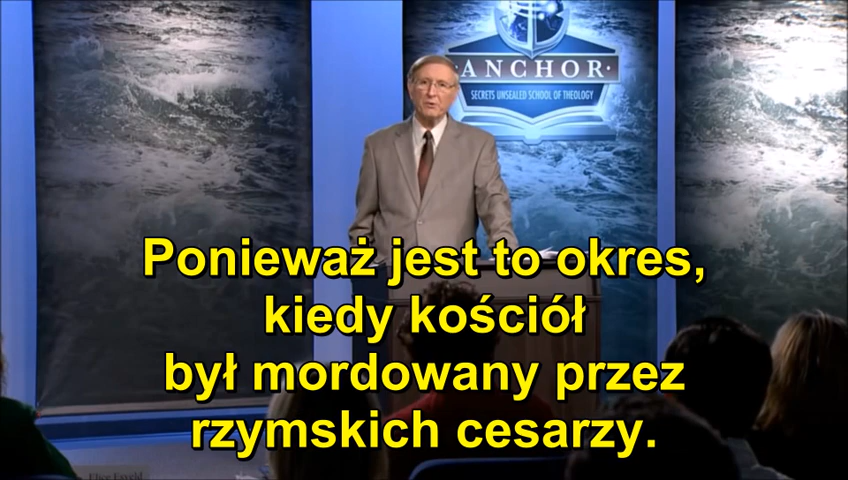 ANCHOR
SECRETS UNSEALED SCHOOL OF THEOLOGY
Ponieważ jest to okres,
kiedy kościół
był mordowany przez
rzymskich cesarzy.